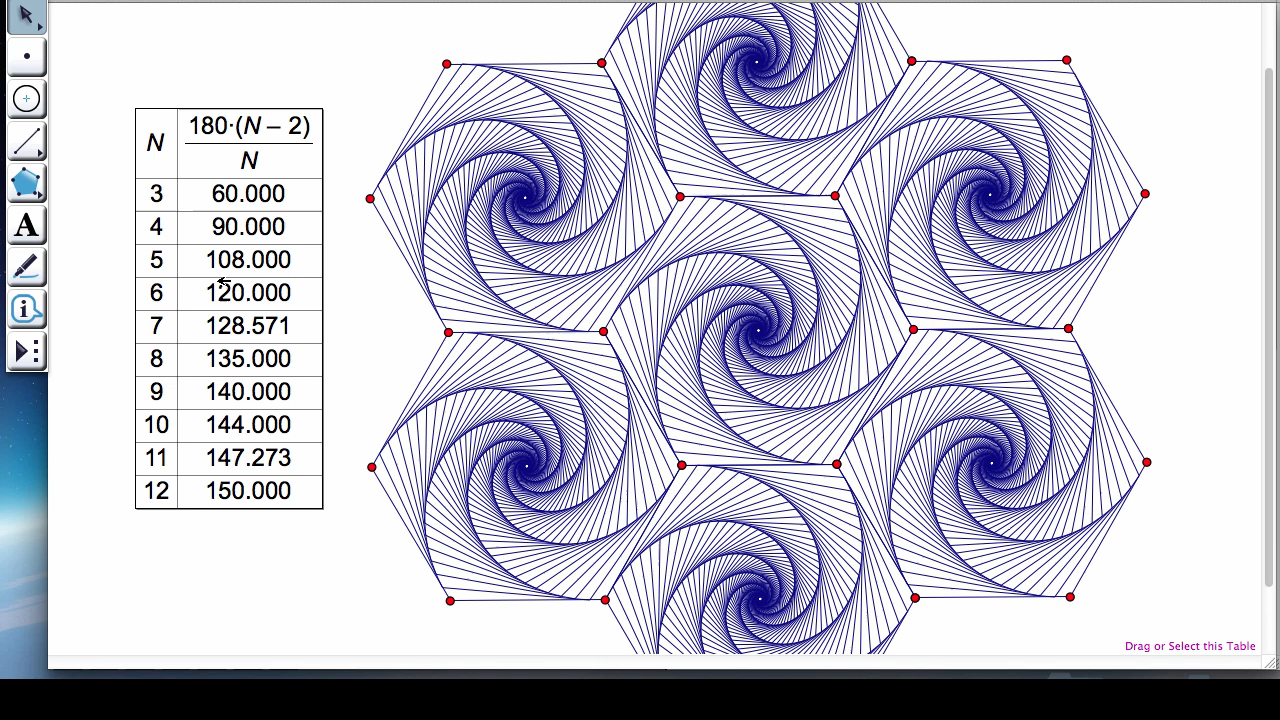 A
i
N 180·(N – 2)
N
3 60.000
4 90.000
5 108.000
6 120.000
7 128.571
8 135.000
9 140.000
10 144.000
11 147.273
12 150.000
Drag or Select this Table